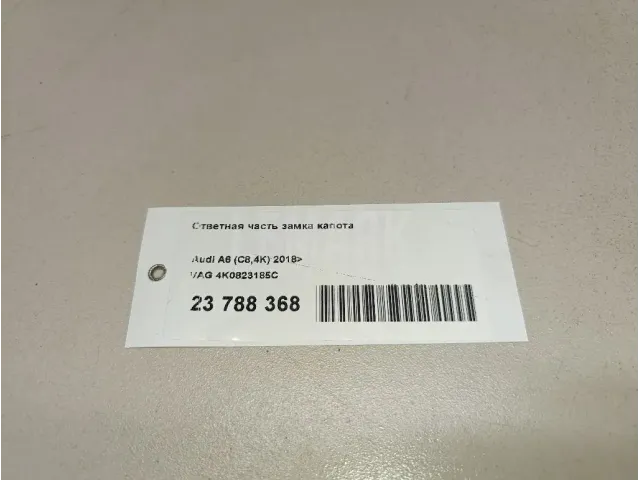 Ответная часть замка капота
Audi A6 (C8,4K) 2018>
VAG 4K0823185C
23 788 368